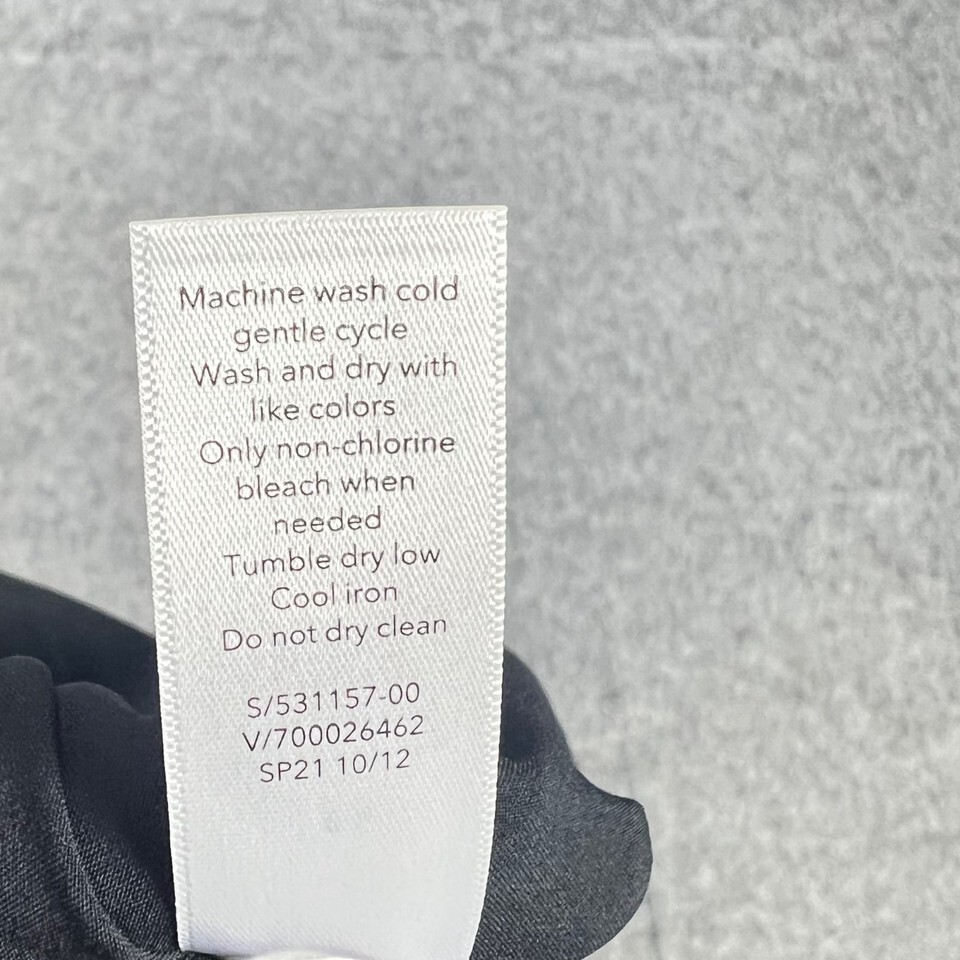 Machine wash cold
gentle cycle
Wash and dry with
like colors
Only non-chlorine
bleach when
needed
Tumble dry low
Cool iron
Do not dry clean
S/531157-00
V/700026462
SP21 10/12